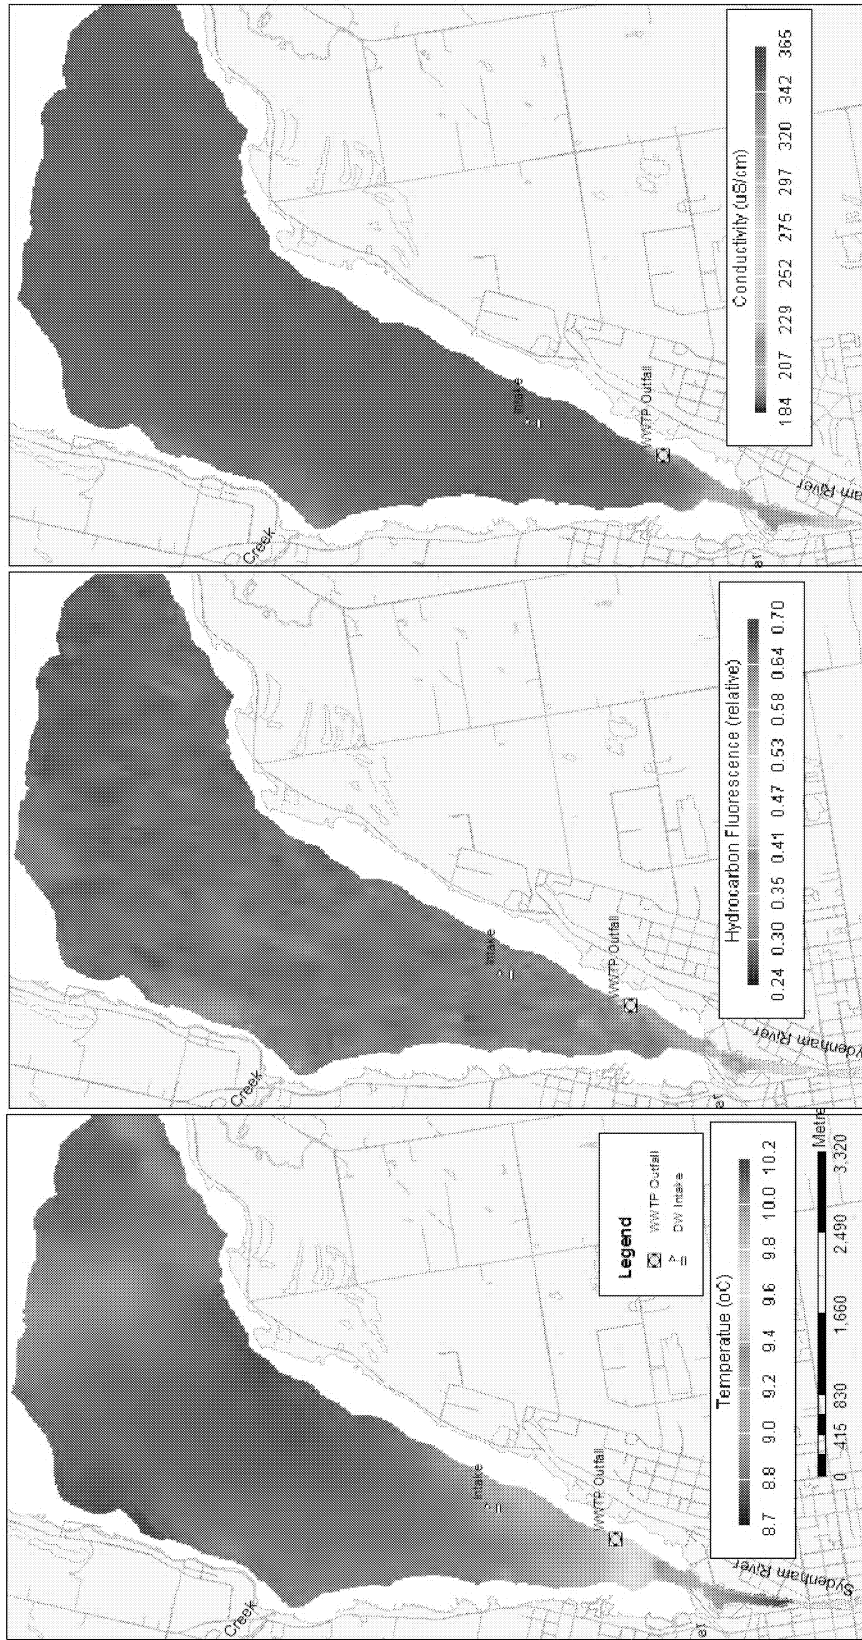 Creek
Intake
WWTP Outfall
Conductivity (uS/cm)
184 207 229 252 275 297 320 342 365
Creek
Intake
WWTP Outfall
Sydenham River
Hydrocarbon Fluorescence (relative)
0.24 0.30 0.35 0.41 0.47 0.53 0.58 0.64 0.70
Creek
Intake
WWTP Outfall
Sydenham River
Legend
WWTP Outfall
DW Intake
Temperatue (oC)
8.7 8.8 9.0 9.2 9.4 9.6 9.8 10.0 10.2
0 415 830 1,660 2,490 3,320
Metre